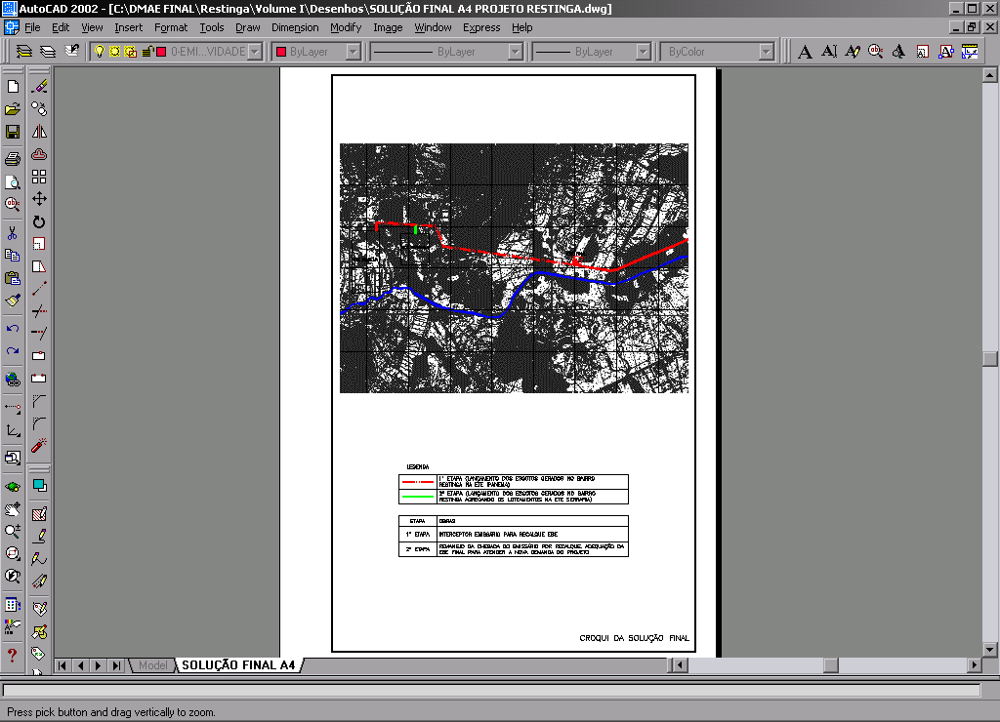 AutoCAD 2002 - [C:\DMAE FINAL\Restinga\Volume I\Desenhos\SOLUÇÃO FINAL A4 PROJETO RESTINGA.dwg]
File Edit View Insert Format Tools Draw Dimension Modify Image Window Express Help
0-EMI...VIDADE ByLayer ByLayer ByLayer ByColor
LEGENDA
1ª ETAPA (LANÇAMENTO DOS ESGOTOS GERADOS NO BAIRRO
RESTINGA NA ETE IPANEMA)
2ª ETAPA (LANÇAMENTO DOS ESGOTOS GERADOS NO BAIRRO
RESTINGA AGREGANDO OS LOTEAMENTOS NA ETE SERRARIA)
ETAPA OBRAS
1ª ETAPA INTERCEPTOR EMISSÁRIO PARA RECALQUE EBE
2ª ETAPA REMANEJO DA CHEGADA DO EMISSÁRIO POR RECALQUE, ADEQUAÇÃO DA
EBE FINAL PARA ATENDER A NOVA DEMANDA DO PROJETO
CROQUI DA SOLUÇÃO FINAL
Model SOLUÇÃO FINAL A4
Press pick button and drag vertically to zoom.